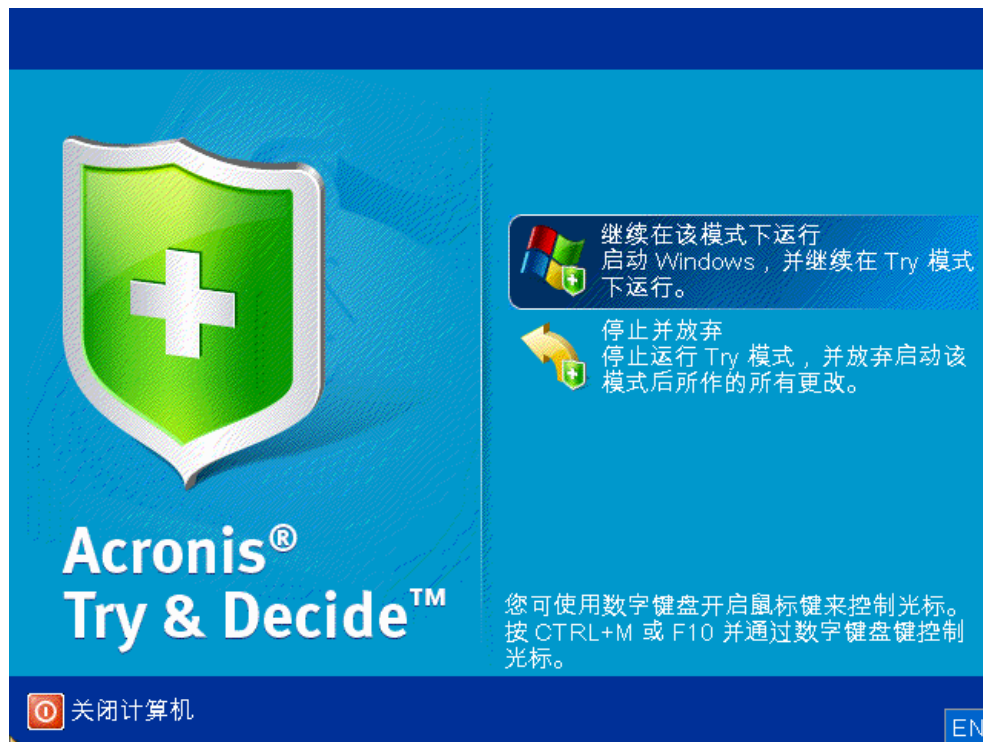 继续在该模式下运行
启动 Windows，并继续在 Try 模式
下运行。
停止并放弃
停止运行 Try 模式，并放弃启动该
模式后所作的所有更改。
Acronis®
Try & Decide™
您可使用数字键盘开启鼠标键来控制光标。
按 CTRL+M 或 F10 并通过数字键盘键控制
光标。
关闭计算机
EN